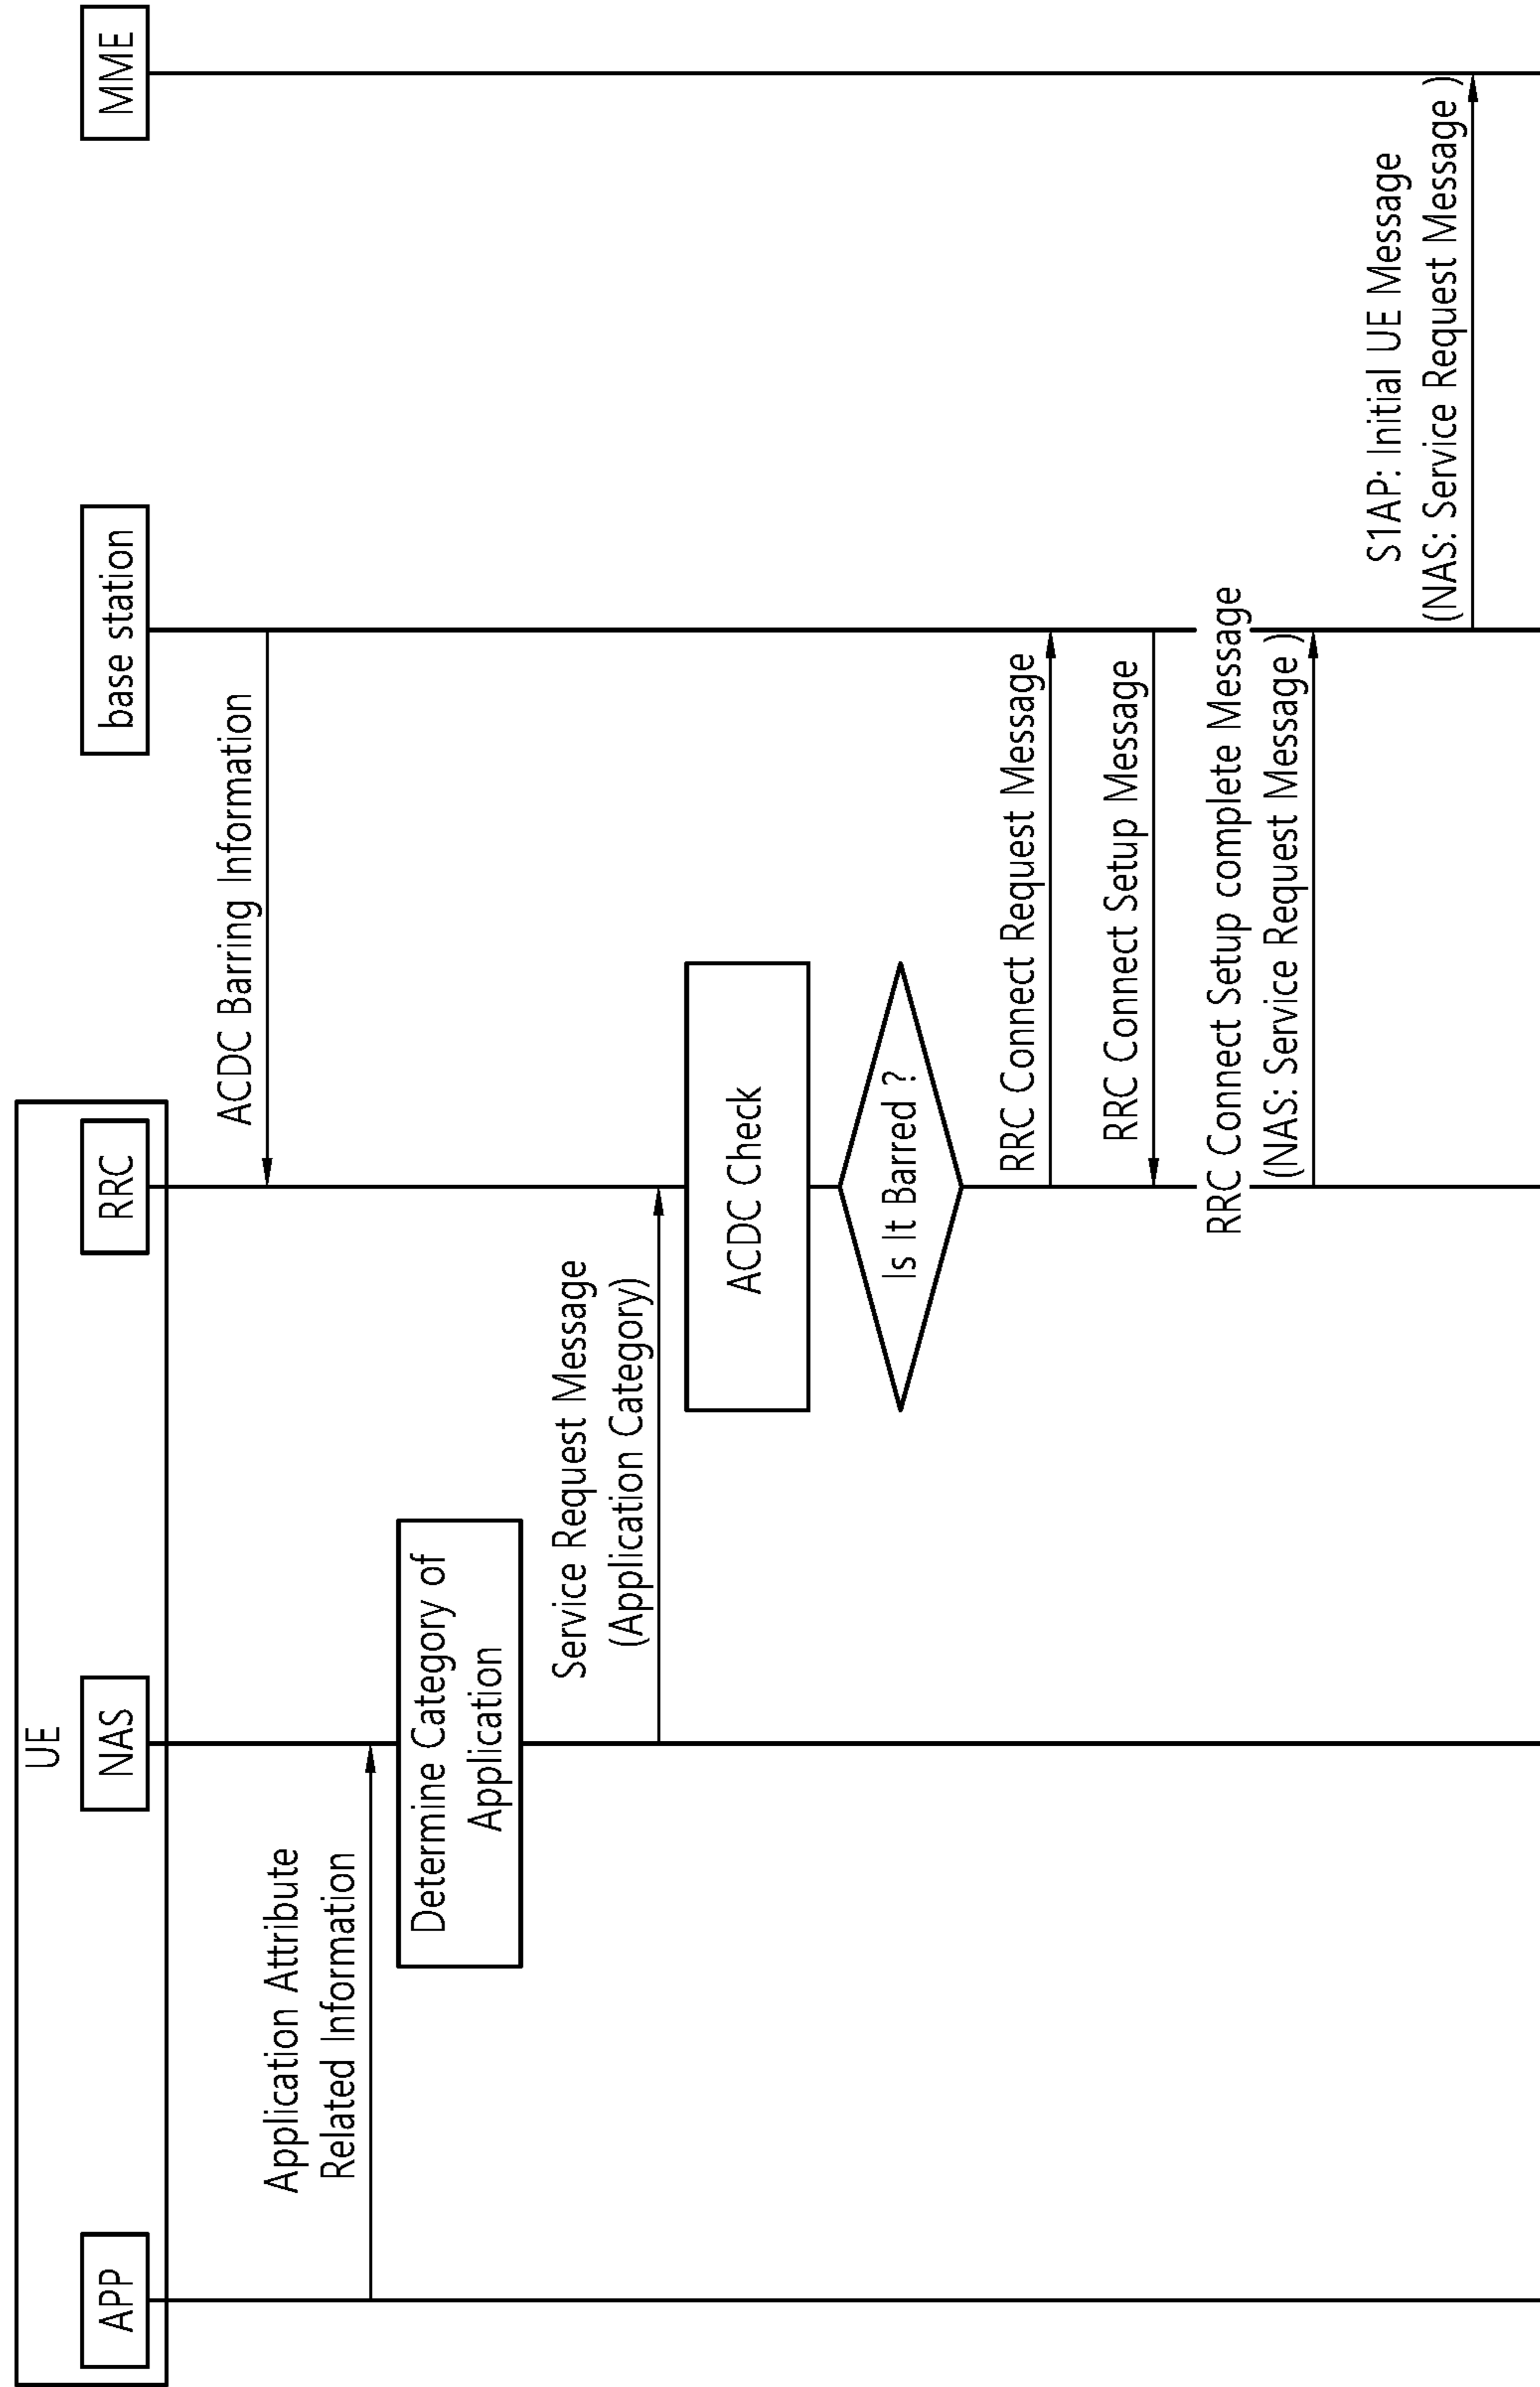 UE
APP
NAS
RRC
base station
MME
ACDC Barring Information
Application Attribute
Related Information
Determine Category of
Application
Service Request Message
(Application Category)
ACDC Check
Is It Barred ?
RRC Connect Request Message
RRC Connect Setup Message
RRC Connect Setup complete Message
(NAS: Service Request Message )
S1AP: Initial UE Message
(NAS: Service Request Message )